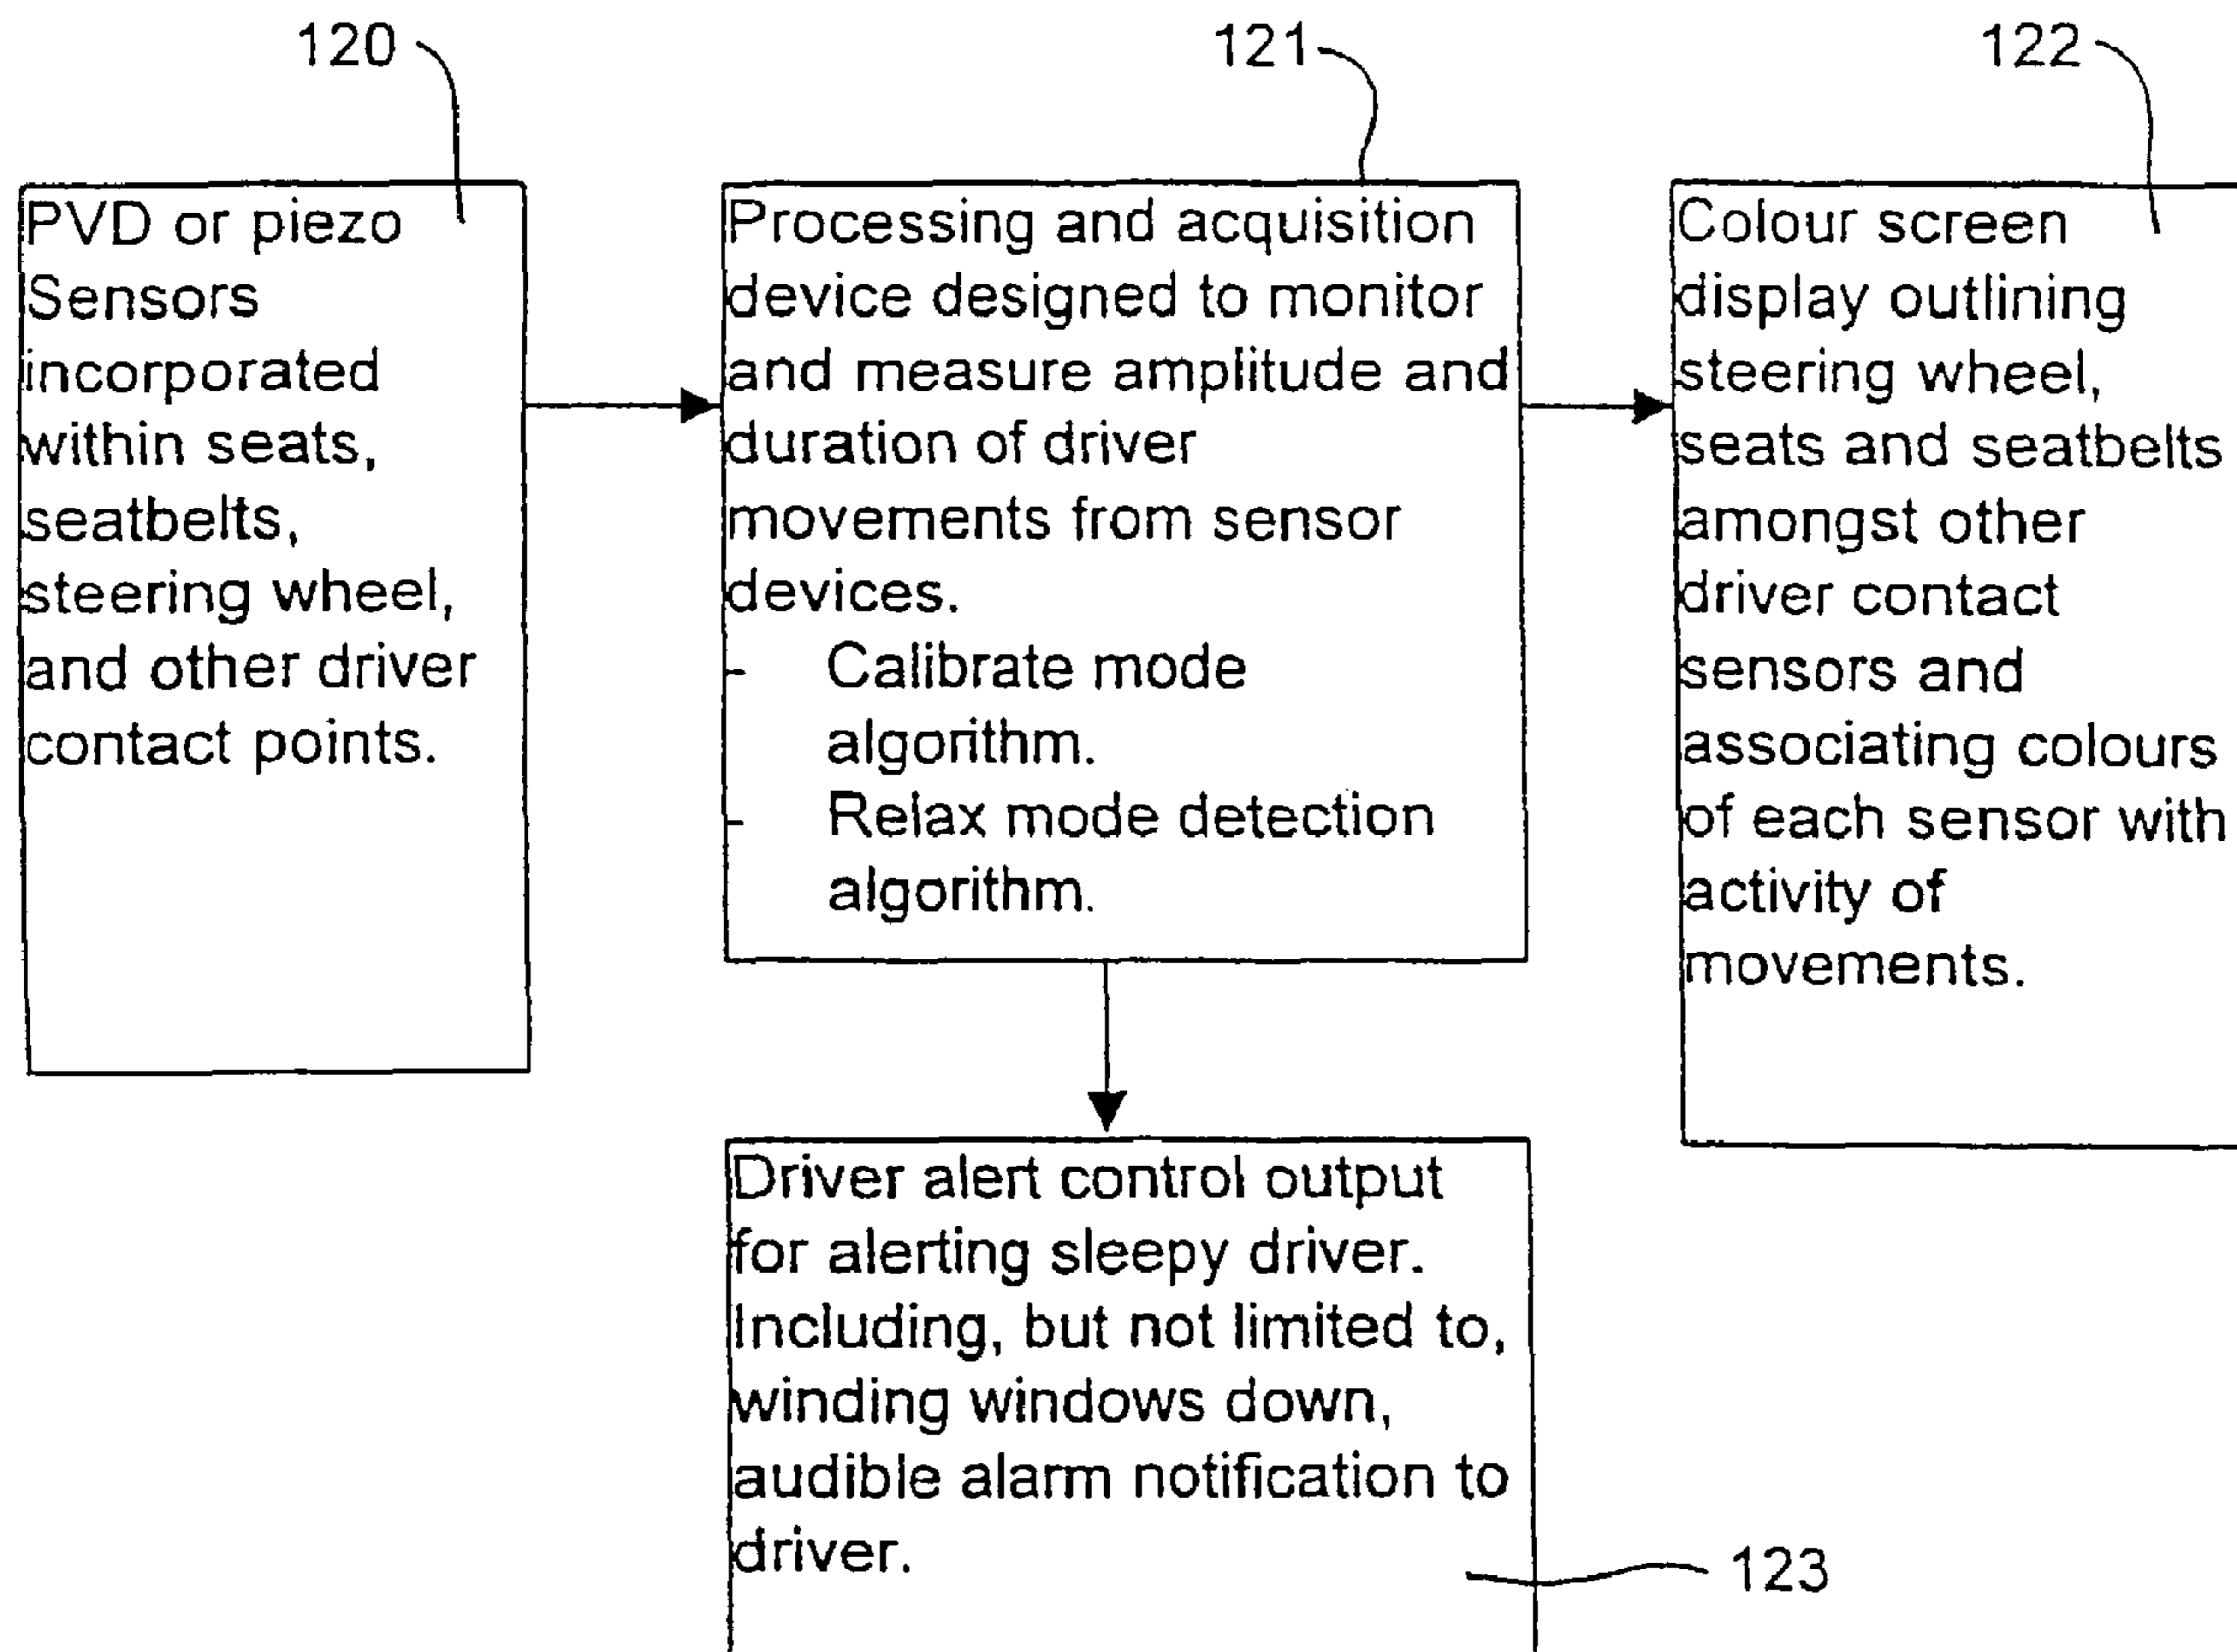 120
121
122
PVD or piezo
Sensors
incorporated
within seats,
seatbelts,
steering wheel,
and other driver
contact points.
Processing and acquisition
device designed to monitor
and measure amplitude and
duration of driver
movements from sensor
devices.
- Calibrate mode
algorithm.
- Relax mode detection
algorithm.
Colour screen
display outlining
steering wheel,
seats and seatbelts
amongst other
driver contact
sensors and
associating colours
of each sensor with
activity of
movements.
Driver alert control output
for alerting sleepy driver.
Including, but not limited to,
winding windows down,
audible alarm notification to
driver.
123